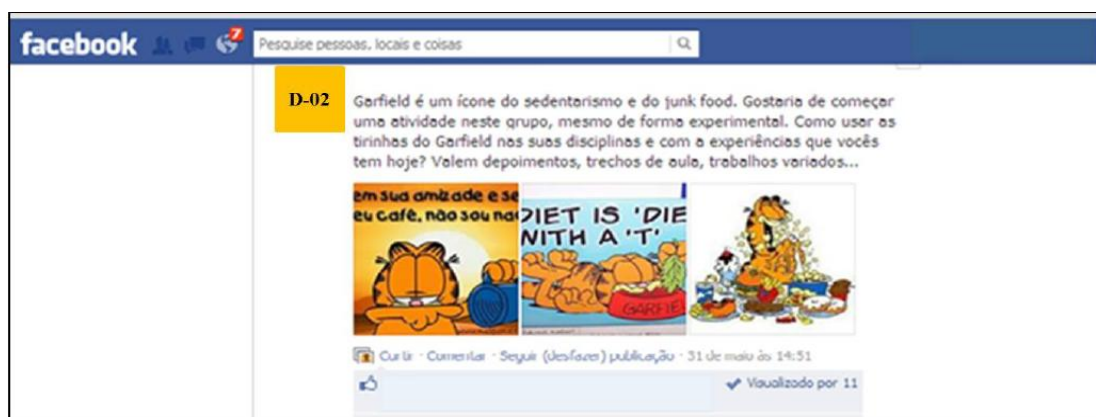 facebook
7
Pesquise pessoas, locais e coisas
D-02
Garfield é um ícone do sedentarismo e do junk food. Gostaria de começar
uma atividade neste grupo, mesmo de forma experimental. Como usar as
tirinhas do Garfield nas suas disciplinas e com a experiências que vocês
tem hoje? Valem depoimentos, trechos de aula, trabalhos variados...
em sua amizade e se
eu café, não sou na
DIET IS 'DIE
WITH A 'T'
GARFIE
Curtir · Comentar · Seguir (desfazer) publicação · 31 de maio às 14:51
Visualizado por 11